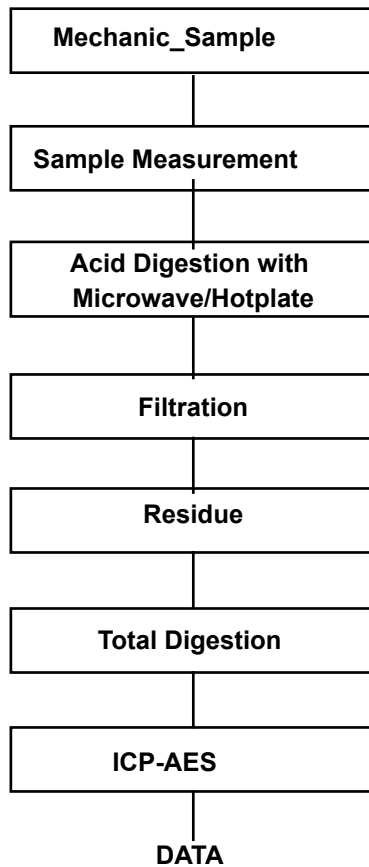 Mechanic_Sample
Sample Measurement
Acid Digestion with
Microwave/Hotplate
Filtration
Residue
Total Digestion
ICP-AES
DATA